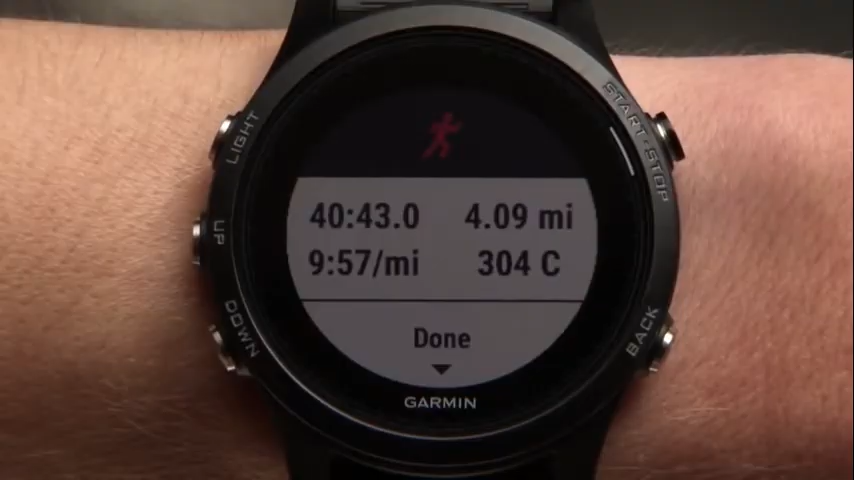 LIGHT
START·STOP
UP
40:43.0 4.09 mi
9:57/mi 304 C
Done
DOWN
BACK
GARMIN